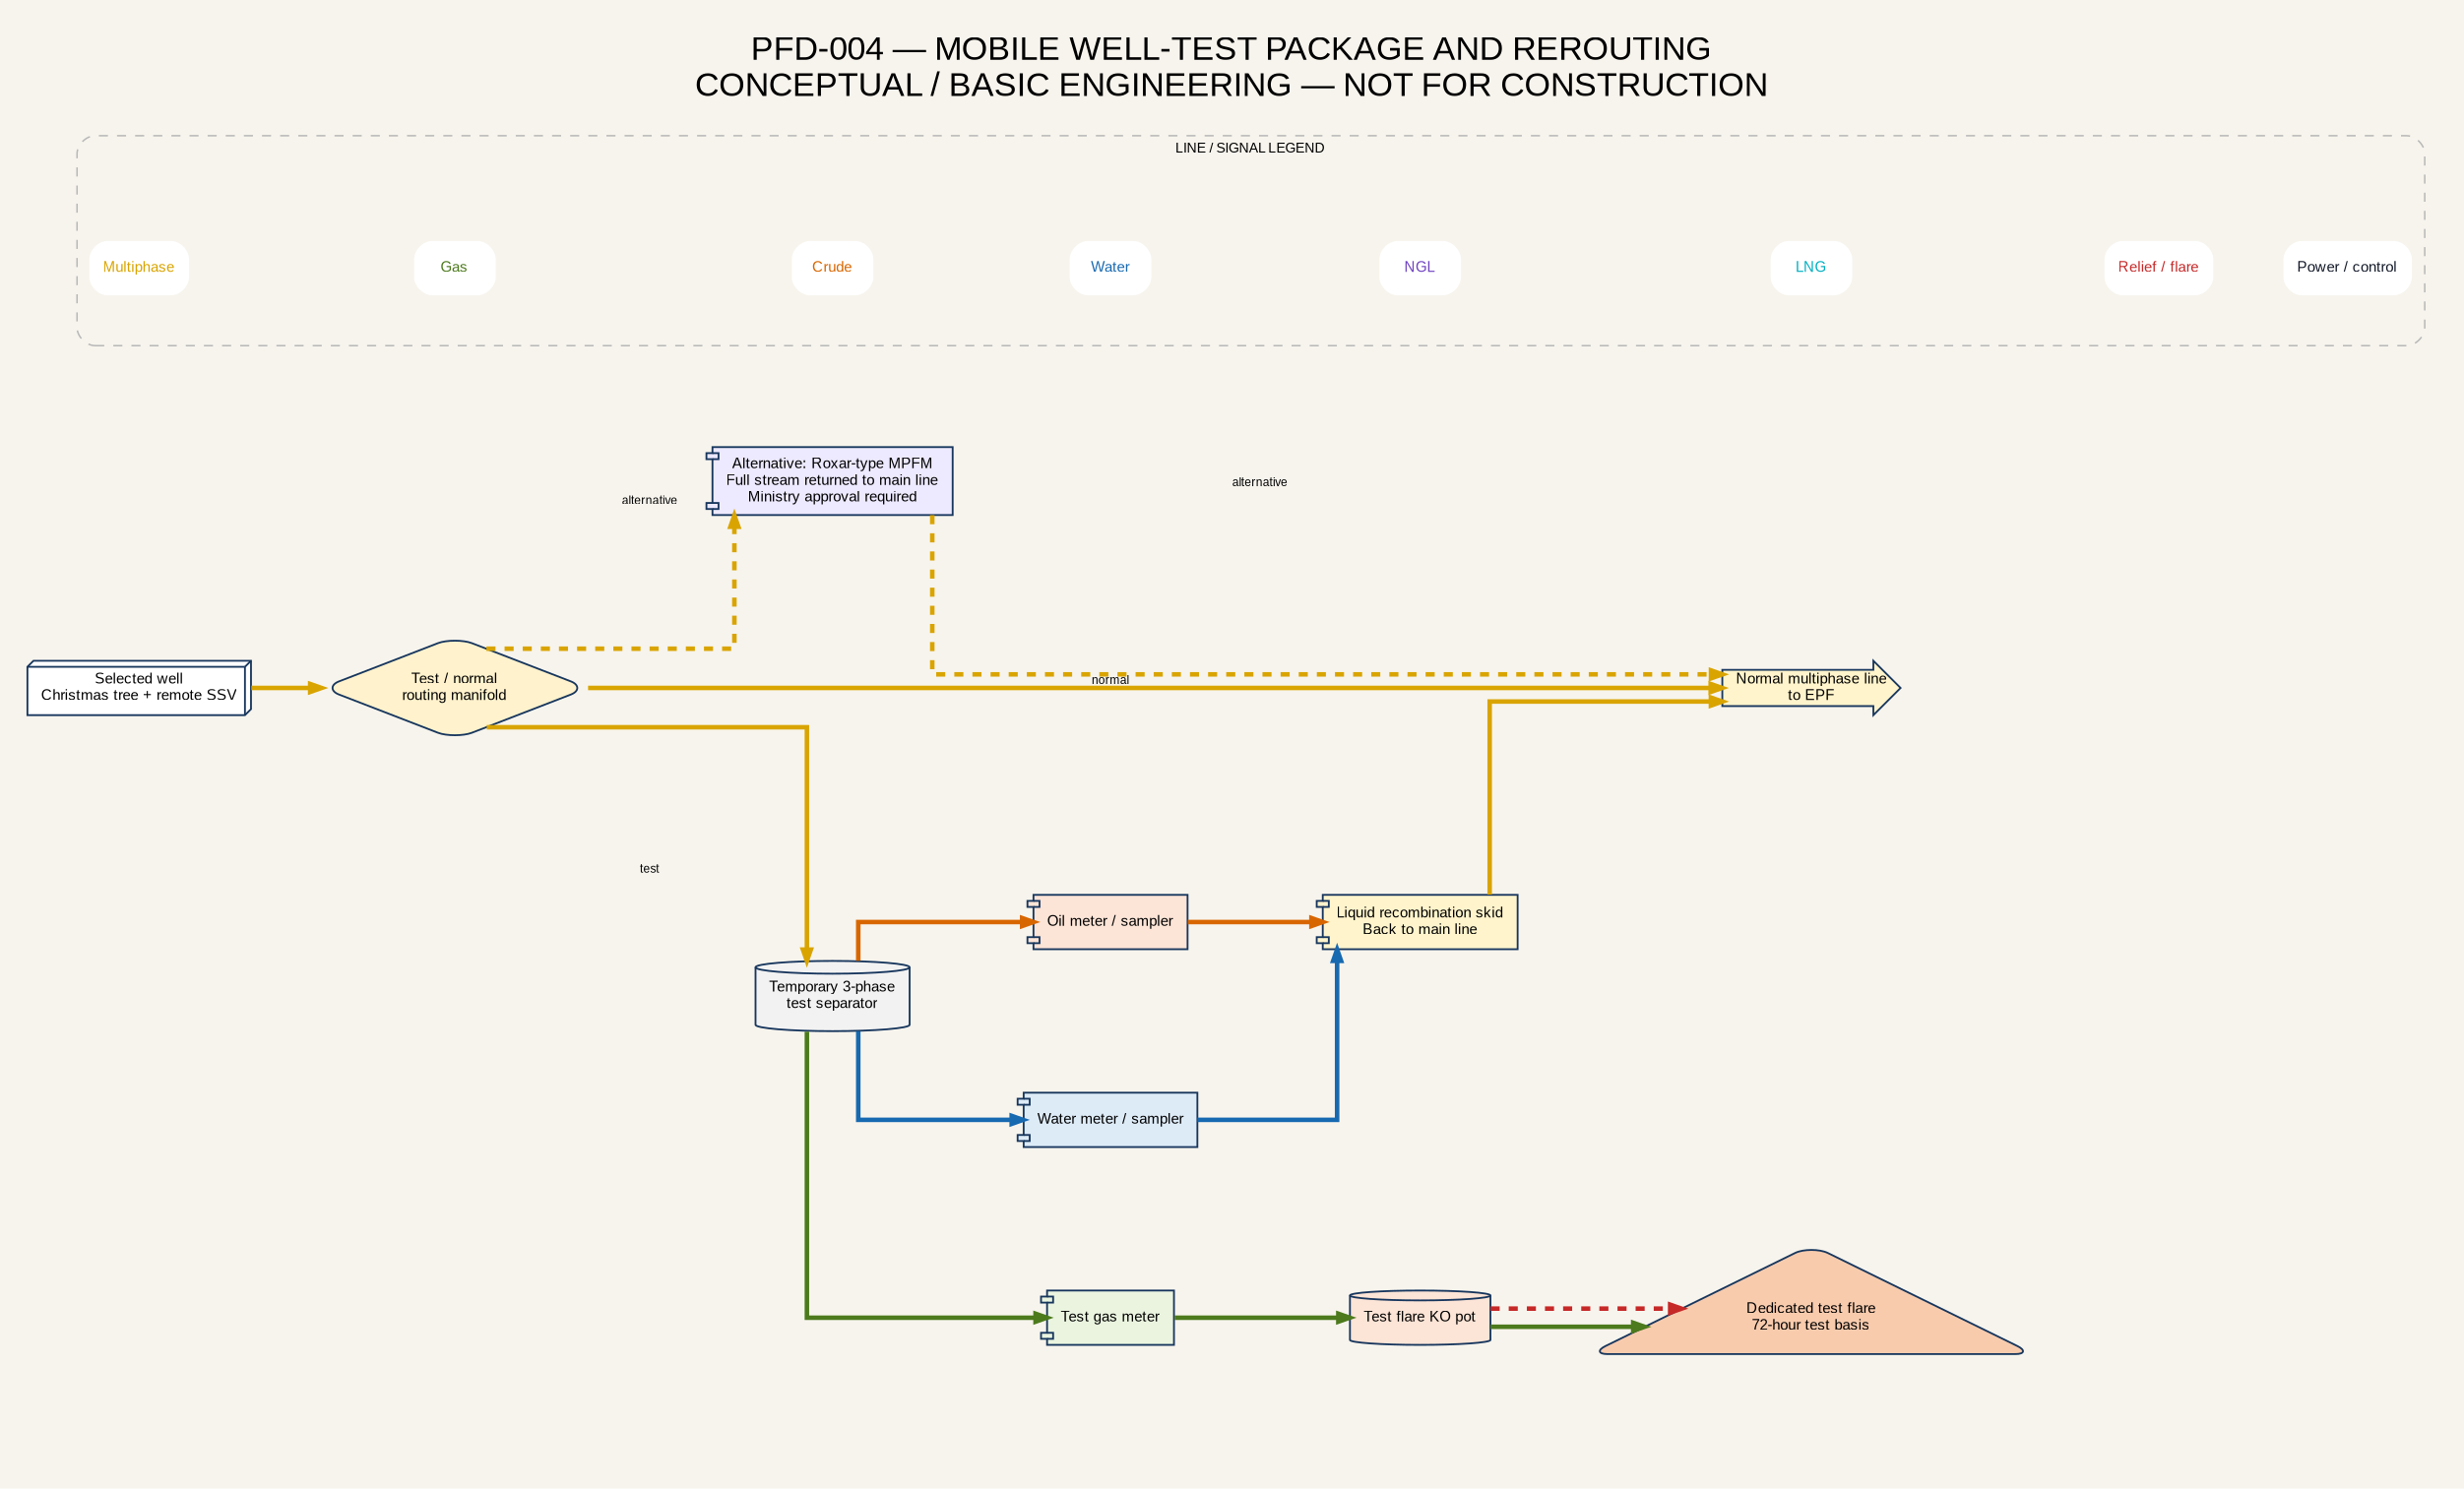 PFD-004 — MOBILE WELL-TEST PACKAGE AND REROUTING
CONCEPTUAL / BASIC ENGINEERING — NOT FOR CONSTRUCTION
LINE / SIGNAL LEGEND
Multiphase
Gas
Crude
Water
NGL
LNG
Relief / flare
Power / control
Alternative: Roxar-type MPFM
Full stream returned to main line
Ministry approval required
alternative
alternative
Selected well
Christmas tree + remote SSV
Test / normal
routing manifold
normal
Normal multiphase line
to EPF
test
Oil meter / sampler
Liquid recombination skid
Back to main line
Temporary 3-phase
test separator
Water meter / sampler
Test gas meter
Test flare KO pot
Dedicated test flare
72-hour test basis